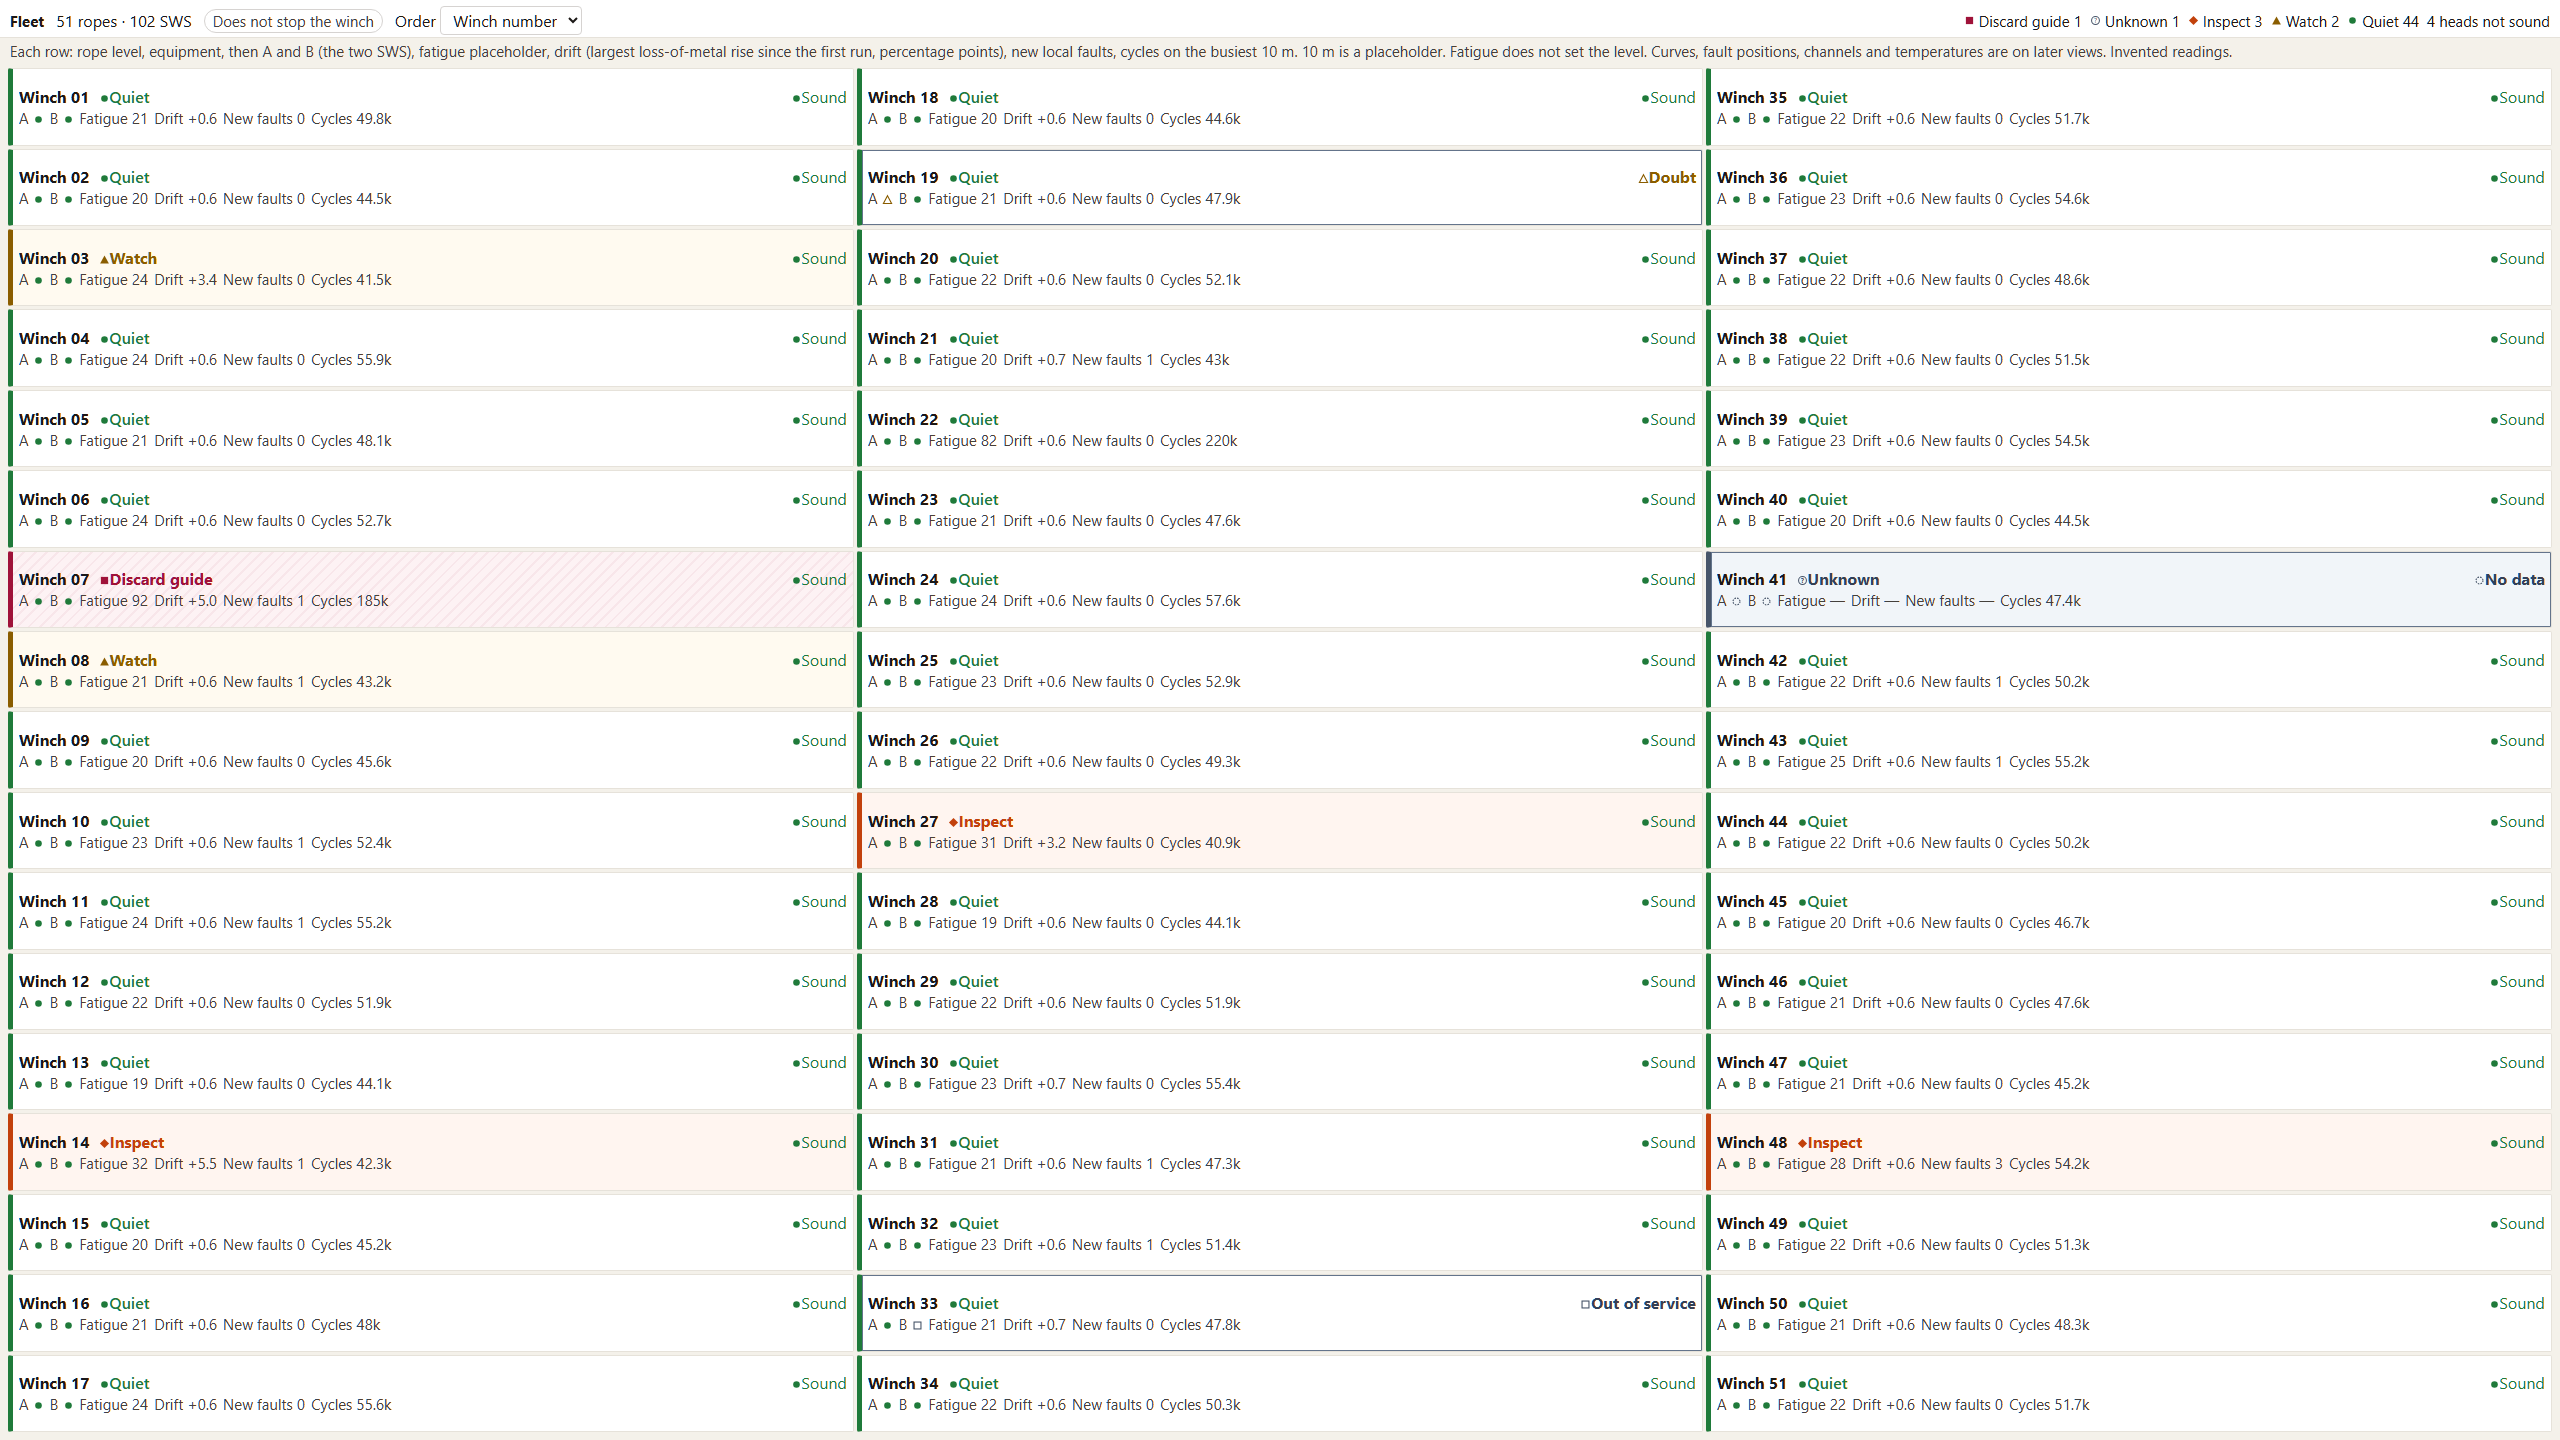 Fleet 51 ropes · 102 SWS Does not stop the winch Order Winch number ■ Discard guide 1 Unknown 1 ◆ Inspect 3 ▲ Watch 2 ● Quiet 44 4 heads not sound
Each row: rope level, equipment, then A and B (the two SWS), fatigue placeholder, drift (largest loss-of-metal rise since the first run, percentage points), new local faults, cycles on the busiest 10 m. 10 m is a placeholder. Fatigue does not set the level. Curves, fault positions, channels and temperatures are on later views. Invented readings.
Winch 01 ●Quiet ●Sound
A ● B ● Fatigue 21 Drift +0.6 New faults 0 Cycles 49.8k
Winch 02 ●Quiet ●Sound
A ● B ● Fatigue 20 Drift +0.6 New faults 0 Cycles 44.5k
Winch 03 ▲Watch ●Sound
A ● B ● Fatigue 24 Drift +3.4 New faults 0 Cycles 41.5k
Winch 04 ●Quiet ●Sound
A ● B ● Fatigue 24 Drift +0.6 New faults 0 Cycles 55.9k
Winch 05 ●Quiet ●Sound
A ● B ● Fatigue 21 Drift +0.6 New faults 0 Cycles 48.1k
Winch 06 ●Quiet ●Sound
A ● B ● Fatigue 24 Drift +0.6 New faults 0 Cycles 52.7k
Winch 07 ■Discard guide ●Sound
A ● B ● Fatigue 92 Drift +5.0 New faults 1 Cycles 185k
Winch 08 ▲Watch ●Sound
A ● B ● Fatigue 21 Drift +0.6 New faults 1 Cycles 43.2k
Winch 09 ●Quiet ●Sound
A ● B ● Fatigue 20 Drift +0.6 New faults 0 Cycles 45.6k
Winch 10 ●Quiet ●Sound
A ● B ● Fatigue 23 Drift +0.6 New faults 1 Cycles 52.4k
Winch 11 ●Quiet ●Sound
A ● B ● Fatigue 24 Drift +0.6 New faults 1 Cycles 55.2k
Winch 12 ●Quiet ●Sound
A ● B ● Fatigue 22 Drift +0.6 New faults 0 Cycles 51.9k
Winch 13 ●Quiet ●Sound
A ● B ● Fatigue 19 Drift +0.6 New faults 0 Cycles 44.1k
Winch 14 ◆Inspect ●Sound
A ● B ● Fatigue 32 Drift +5.5 New faults 1 Cycles 42.3k
Winch 15 ●Quiet ●Sound
A ● B ● Fatigue 20 Drift +0.6 New faults 0 Cycles 45.2k
Winch 16 ●Quiet ●Sound
A ● B ● Fatigue 21 Drift +0.6 New faults 0 Cycles 48k
Winch 17 ●Quiet ●Sound
A ● B ● Fatigue 24 Drift +0.6 New faults 0 Cycles 55.6k
Winch 18 ●Quiet ●Sound
A ● B ● Fatigue 20 Drift +0.6 New faults 0 Cycles 44.6k
Winch 19 ●Quiet △Doubt
A △ B ● Fatigue 21 Drift +0.6 New faults 0 Cycles 47.9k
Winch 20 ●Quiet ●Sound
A ● B ● Fatigue 22 Drift +0.6 New faults 0 Cycles 52.1k
Winch 21 ●Quiet ●Sound
A ● B ● Fatigue 20 Drift +0.7 New faults 1 Cycles 43k
Winch 22 ●Quiet ●Sound
A ● B ● Fatigue 82 Drift +0.6 New faults 0 Cycles 220k
Winch 23 ●Quiet ●Sound
A ● B ● Fatigue 21 Drift +0.6 New faults 0 Cycles 47.6k
Winch 24 ●Quiet ●Sound
A ● B ● Fatigue 24 Drift +0.6 New faults 0 Cycles 57.6k
Winch 25 ●Quiet ●Sound
A ● B ● Fatigue 23 Drift +0.6 New faults 0 Cycles 52.9k
Winch 26 ●Quiet ●Sound
A ● B ● Fatigue 22 Drift +0.6 New faults 0 Cycles 49.3k
Winch 27 ◆Inspect ●Sound
A ● B ● Fatigue 31 Drift +3.2 New faults 0 Cycles 40.9k
Winch 28 ●Quiet ●Sound
A ● B ● Fatigue 19 Drift +0.6 New faults 0 Cycles 44.1k
Winch 29 ●Quiet ●Sound
A ● B ● Fatigue 22 Drift +0.6 New faults 0 Cycles 51.9k
Winch 30 ●Quiet ●Sound
A ● B ● Fatigue 23 Drift +0.7 New faults 0 Cycles 55.4k
Winch 31 ●Quiet ●Sound
A ● B ● Fatigue 21 Drift +0.6 New faults 1 Cycles 47.3k
Winch 32 ●Quiet ●Sound
A ● B ● Fatigue 23 Drift +0.6 New faults 1 Cycles 51.4k
Winch 33 ●Quiet □Out of service
A ● B □ Fatigue 21 Drift +0.7 New faults 0 Cycles 47.8k
Winch 34 ●Quiet ●Sound
A ● B ● Fatigue 22 Drift +0.6 New faults 0 Cycles 50.3k
Winch 35 ●Quiet ●Sound
A ● B ● Fatigue 22 Drift +0.6 New faults 0 Cycles 51.7k
Winch 36 ●Quiet ●Sound
A ● B ● Fatigue 23 Drift +0.6 New faults 0 Cycles 54.6k
Winch 37 ●Quiet ●Sound
A ● B ● Fatigue 22 Drift +0.6 New faults 0 Cycles 48.6k
Winch 38 ●Quiet ●Sound
A ● B ● Fatigue 22 Drift +0.6 New faults 0 Cycles 51.5k
Winch 39 ●Quiet ●Sound
A ● B ● Fatigue 23 Drift +0.6 New faults 0 Cycles 54.5k
Winch 40 ●Quiet ●Sound
A ● B ● Fatigue 20 Drift +0.6 New faults 0 Cycles 44.5k
Winch 41 Unknown ◌No data
A ◌ B ◌ Fatigue — Drift — New faults — Cycles 47.4k
Winch 42 ●Quiet ●Sound
A ● B ● Fatigue 22 Drift +0.6 New faults 1 Cycles 50.2k
Winch 43 ●Quiet ●Sound
A ● B ● Fatigue 25 Drift +0.6 New faults 1 Cycles 55.2k
Winch 44 ●Quiet ●Sound
A ● B ● Fatigue 22 Drift +0.6 New faults 0 Cycles 50.2k
Winch 45 ●Quiet ●Sound
A ● B ● Fatigue 20 Drift +0.6 New faults 0 Cycles 46.7k
Winch 46 ●Quiet ●Sound
A ● B ● Fatigue 21 Drift +0.6 New faults 0 Cycles 47.6k
Winch 47 ●Quiet ●Sound
A ● B ● Fatigue 21 Drift +0.6 New faults 0 Cycles 45.2k
Winch 48 ◆Inspect ●Sound
A ● B ● Fatigue 28 Drift +0.6 New faults 3 Cycles 54.2k
Winch 49 ●Quiet ●Sound
A ● B ● Fatigue 22 Drift +0.6 New faults 0 Cycles 51.3k
Winch 50 ●Quiet ●Sound
A ● B ● Fatigue 21 Drift +0.6 New faults 0 Cycles 48.3k
Winch 51 ●Quiet ●Sound
A ● B ● Fatigue 22 Drift +0.6 New faults 0 Cycles 51.7k